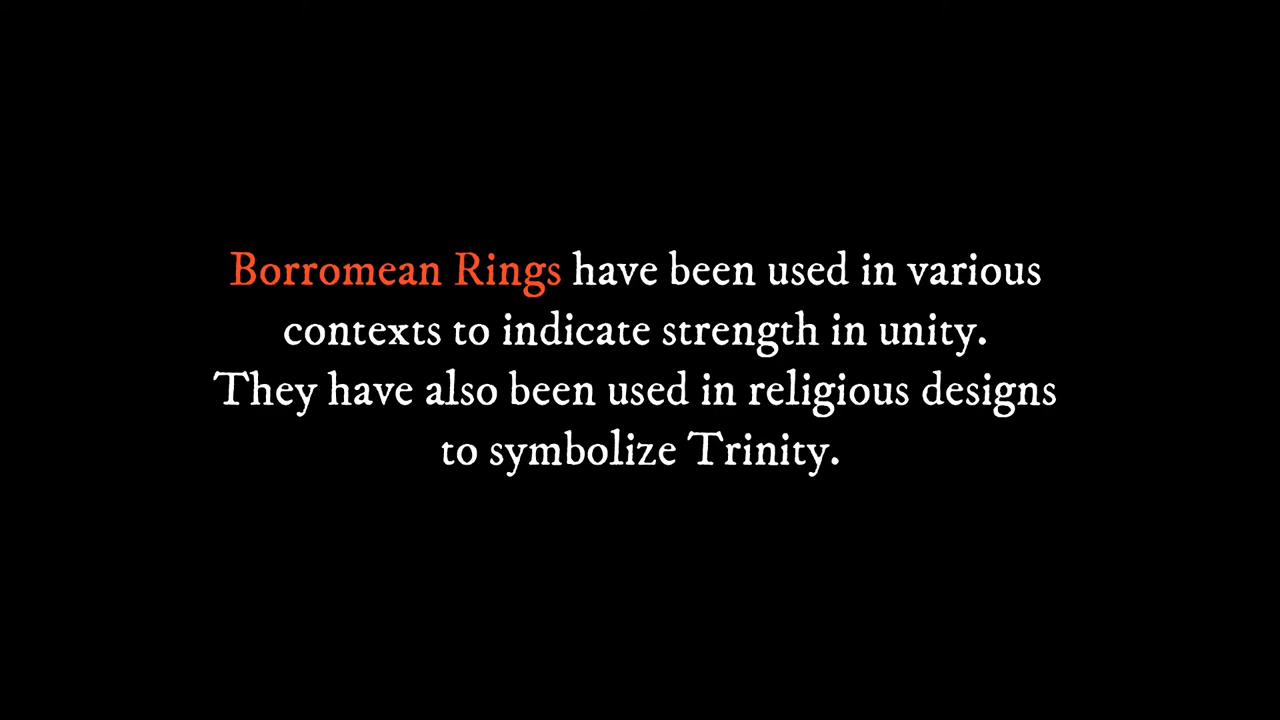 Borromean Rings have been used in various
contexts to indicate strength in unity.
They have also been used in religious designs
to symbolize Trinity.